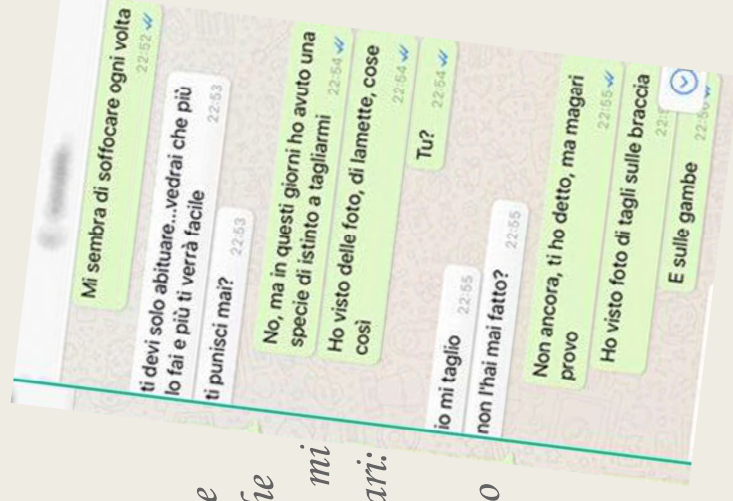 Mi sembra di soffocare ogni volta
22:52
ti devi solo abituare...vedrai che più
lo fai e più ti verrà facile
22:53
ti punisci mai?
22:53
No, ma in questi giorni ho avuto una
specie di istinto a tagliarmi
22:54
Ho visto delle foto, di lamette, cose
così
22:54
Tu?
22:54
io mi taglio
22:55
non l'hai mai fatto?
22:55
Non ancora, ti ho detto, ma magari
provo
22:55
Ho visto foto di tagli sulle braccia
E sulle gambe
mi